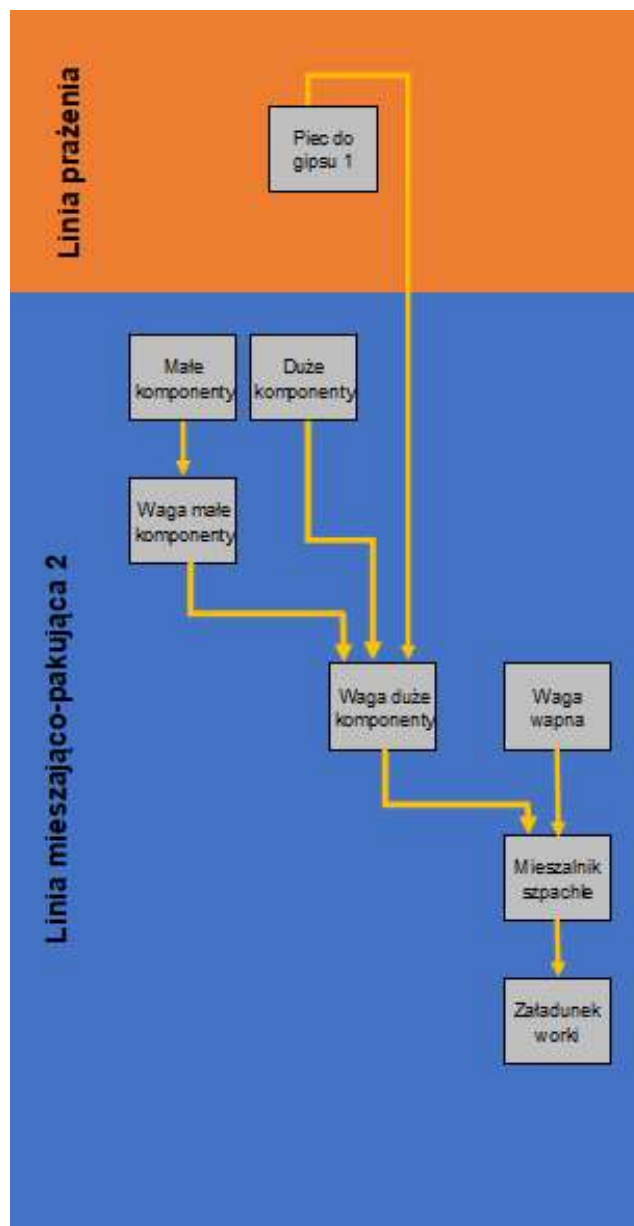 Linia prażenia
Piec do
gipsu 1
Linia mieszająco-pakująca 2
Małe
komponenty
Duże
komponenty
Waga małe
komponenty
Waga duże
komponenty
Waga
wapna
Mieszalnik
szpachle
Załadunek
worki